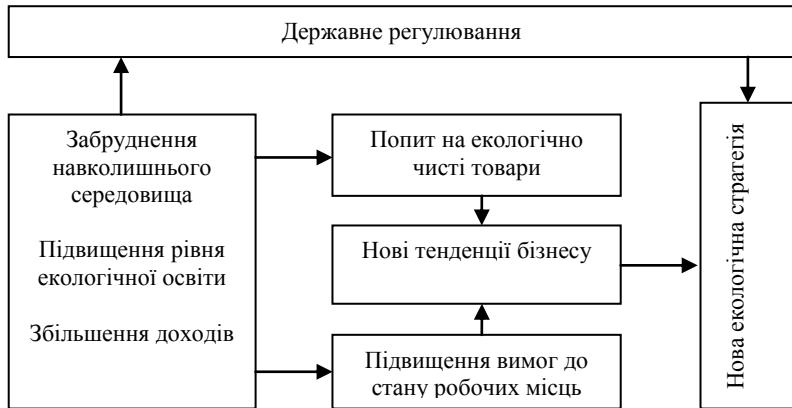 Державне регулювання
Забруднення
навколишнього
середовища
Підвищення рівня
екологічної освіти
Збільшення доходів
Попит на екологічно
чисті товари
Нові тенденції бізнесу
Підвищення вимог до
стану робочих місць
Нова екологічна стратегія